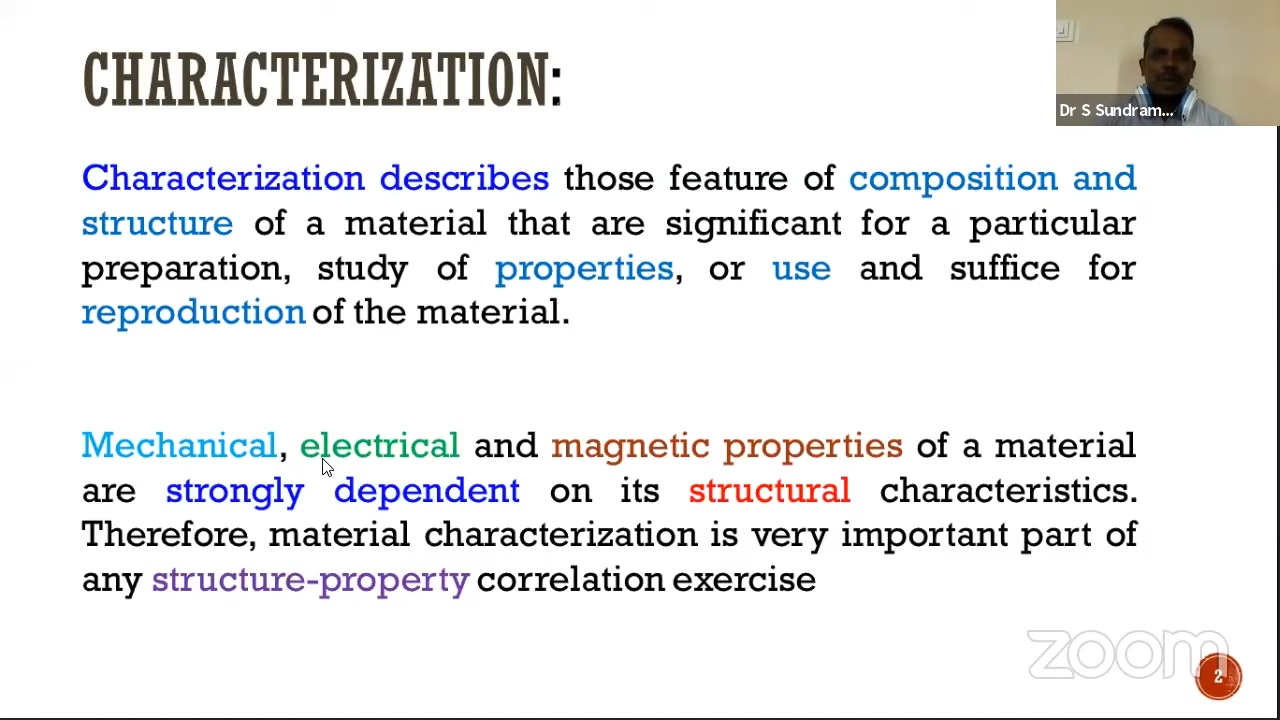 CHARACTERIZATION:
Dr S Sundram...
Characterization describes those feature of composition and
structure of a material that are significant for a particular
preparation, study of properties, or use and suffice for
reproduction of the material.
Mechanical, electrical and magnetic properties of a material
are strongly dependent on its structural characteristics.
Therefore, material characterization is very important part of
any structure-property correlation exercise
zoom
2